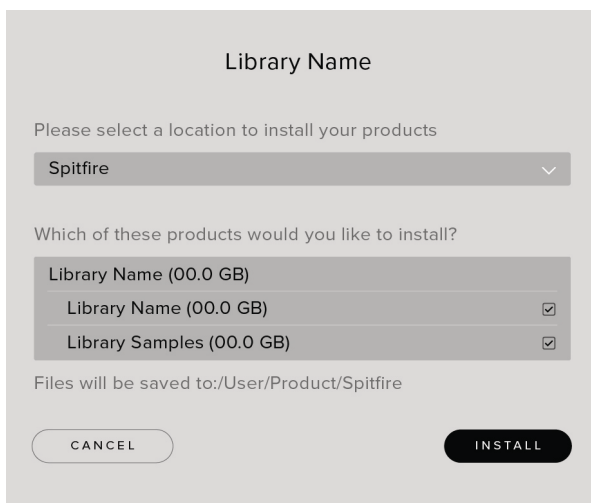 Library Name
Please select a location to install your products
Spitfire
Which of these products would you like to install?
Library Name (00.0 GB)
Library Name (00.0 GB)
Library Samples (00.0 GB)
Files will be saved to:/User/Product/Spitfire
CANCEL
INSTALL